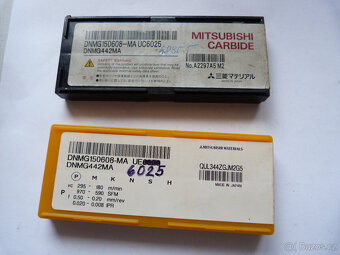 DNMG150608-MA UC6025
DNMG442MA
MITSUBISHI
CARBIDE
No.A2297A5 M2
三菱マテリアル
MITSUBISHI MATERIALS
DNMG150608-MA UE
6025
DNMG442MA
QUL344ZGJM2G5
MADE IN JAPAN
P M K N S H
P
vc 295 - 180 m/min
970 - 590 SFM
f 0.50 - 0.20 mm/rev
0.020 - 0.008 IPR